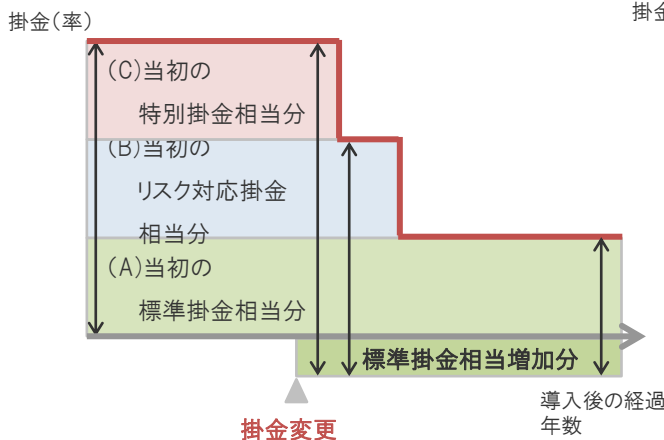 掛金(率)
掛金
(C)当初の
特別掛金相当分
(B)当初の
リスク対応掛金
相当分
(A)当初の
標準掛金相当分
標準掛金相当増加分
導入後の経過
年数
掛金変更